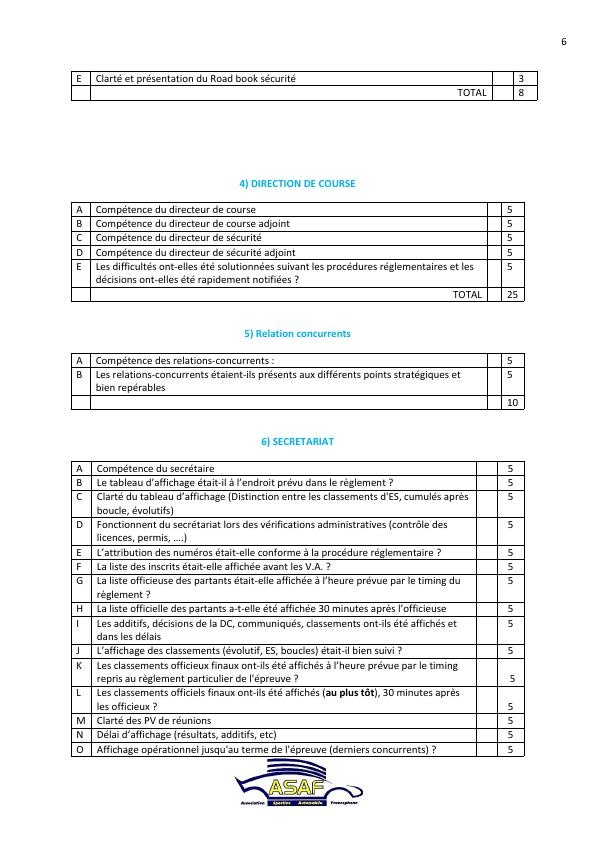 6
E Clarté et présentation du Road book sécurité 3
TOTAL 8
4) DIRECTION DE COURSE
A Compétence du directeur de course 5
B Compétence du directeur de course adjoint 5
C Compétence du directeur de sécurité 5
D Compétence du directeur de sécurité adjoint 5
E Les difficultés ont-elles été solutionnées suivant les procédures réglementaires et les 5
décisions ont-elles été rapidement notifiées ?
TOTAL 25
5) Relation concurrents
A Compétence des relations-concurrents : 5
B Les relations-concurrents étaient-ils présents aux différents points stratégiques et 5
bien repérables
10
6) SECRETARIAT
A Compétence du secrétaire 5
B Le tableau d’affichage était-il à l’endroit prévu dans le règlement ? 5
C Clarté du tableau d’affichage (Distinction entre les classements d'ES, cumulés après 5
boucle, évolutifs)
D Fonctionnent du secrétariat lors des vérifications administratives (contrôle des 5
licences, permis, ….)
E L’attribution des numéros était-elle conforme à la procédure réglementaire ? 5
F La liste des inscrits était-elle affichée avant les V.A. ? 5
G La liste officieuse des partants était-elle affichée à l’heure prévue par le timing du 5
règlement ?
H La liste officielle des partants a-t-elle été affichée 30 minutes après l’officieuse 5
I Les additifs, décisions de la DC, communiqués, classements ont-ils été affichés et 5
dans les délais
J L’affichage des classements (évolutif, ES, boucles) était-il bien suivi ? 5
K Les classements officieux finaux ont-ils été affichés à l’heure prévue par le timing
repris au règlement particulier de l'épreuve ? 5
L Les classements officiels finaux ont-ils été affichés (au plus tôt), 30 minutes après
les officieux ? 5
M Clarté des PV de réunions 5
N Délai d’affichage (résultats, additifs, etc) 5
O Affichage opérationnel jusqu'au terme de l'épreuve (derniers concurrents) ? 5
ASAF
Association Sportive Automobile Francophone